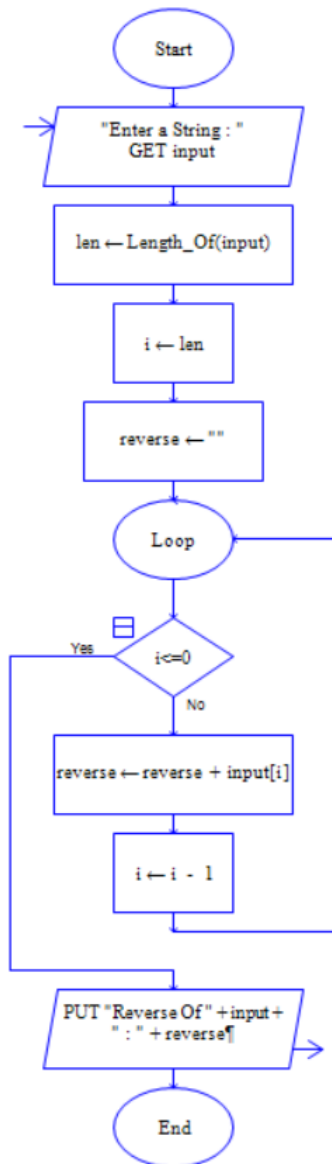 Start
"Enter a String : "
GET input
len ← Length_Of(input)
i ← len
reverse ← ""
Loop
Yes
i<=0
No
reverse ← reverse + input[i]
i ← i - 1
PUT "Reverse Of " +input+
" : " + reverse¶
End